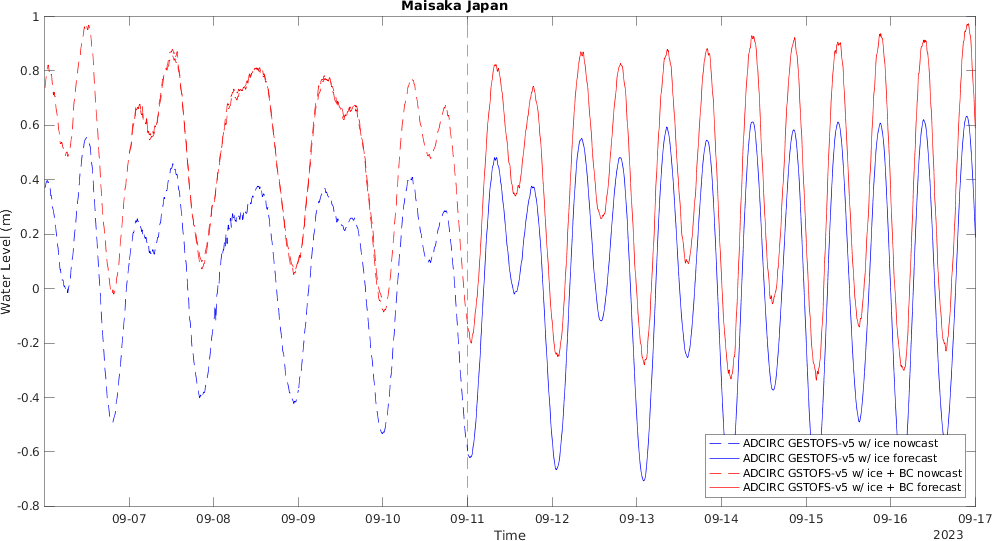 Maisaka Japan
1
0.8
0.6
0.4
0.2
0
-0.2
-0.4
-0.6
-0.8
Water Level (m)
09-07 09-08 09-09 09-10 09-11 09-12 09-13 09-14 09-15 09-16 09-17
Time
2023
ADCIRC GESTOFS-v5 w/ ice nowcast
ADCIRC GESTOFS-v5 w/ ice forecast
ADCIRC GSTOFS-v5 w/ ice + BC nowcast
ADCIRC GSTOFS-v5 w/ ice + BC forecast